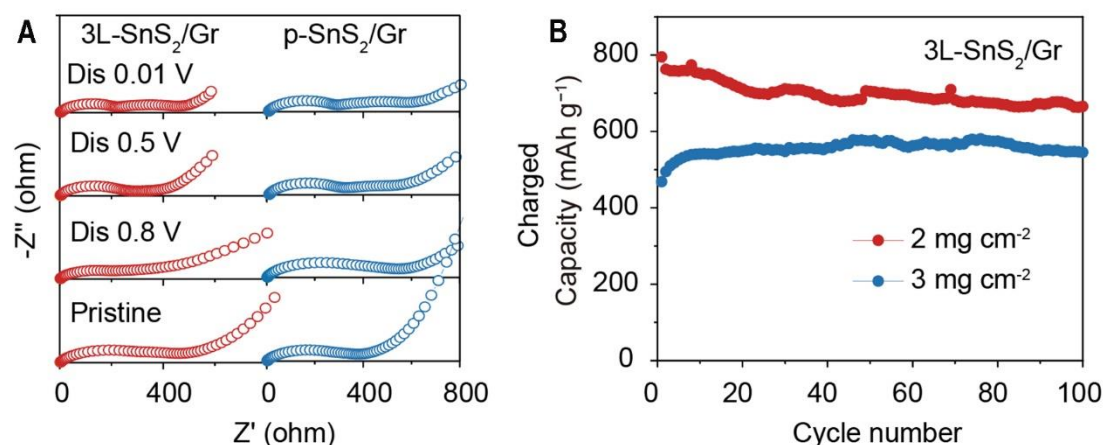 A
3L-SnS₂/Gr
p-SnS₂/Gr
Dis 0.01 V
Dis 0.5 V
Dis 0.8 V
Pristine
-Z'' (ohm)
0
400
0
400
800
Z' (ohm)
B
3L-SnS₂/Gr
Charged
Capacity (mAh g⁻¹)
800
600
400
200
0
2 mg cm⁻²
3 mg cm⁻²
0
20
40
60
80
100
Cycle number